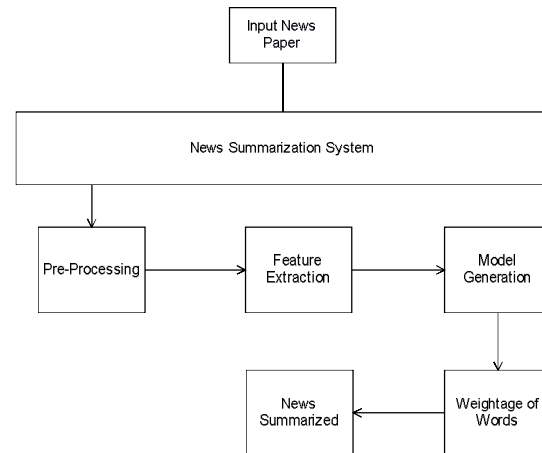 Input News
Paper
News Summarization System
Pre-Processing
Feature
Extraction
Model
Generation
News
Summarized
Weightage of
Words